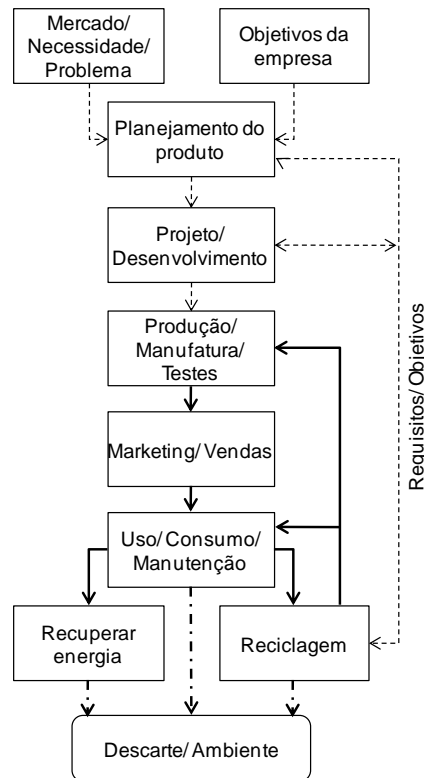 Mercado/
Necessidade/
Problema
Objetivos da
empresa
Planejamento do
produto
Projeto/
Desenvolvimento
Produção/
Manufatura/
Testes
Marketing/ Vendas
Uso/ Consumo/
Manutenção
Recuperar
energia
Reciclagem
Descarte/ Ambiente
Requisitos/ Objetivos